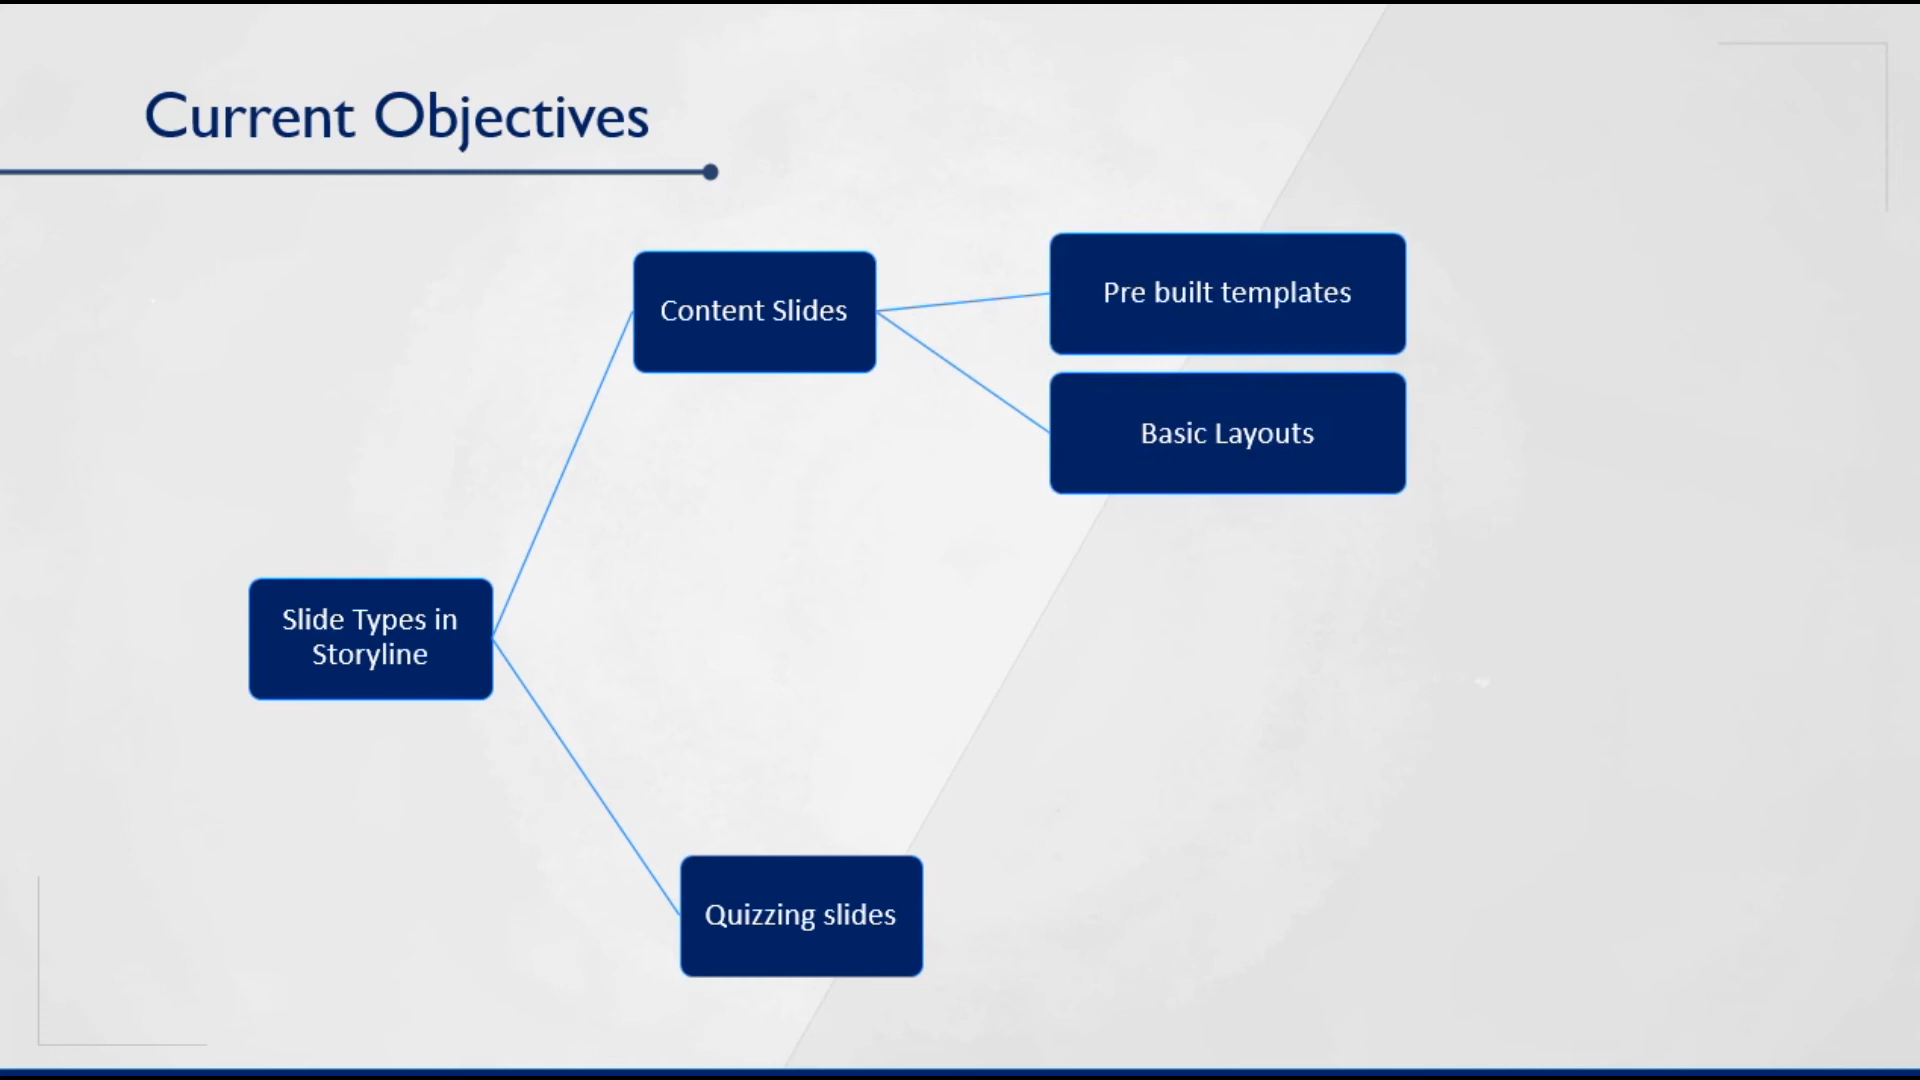 Current Objectives
Content Slides
Pre built templates
Basic Layouts
Slide Types in
Storyline
Quizzing slides